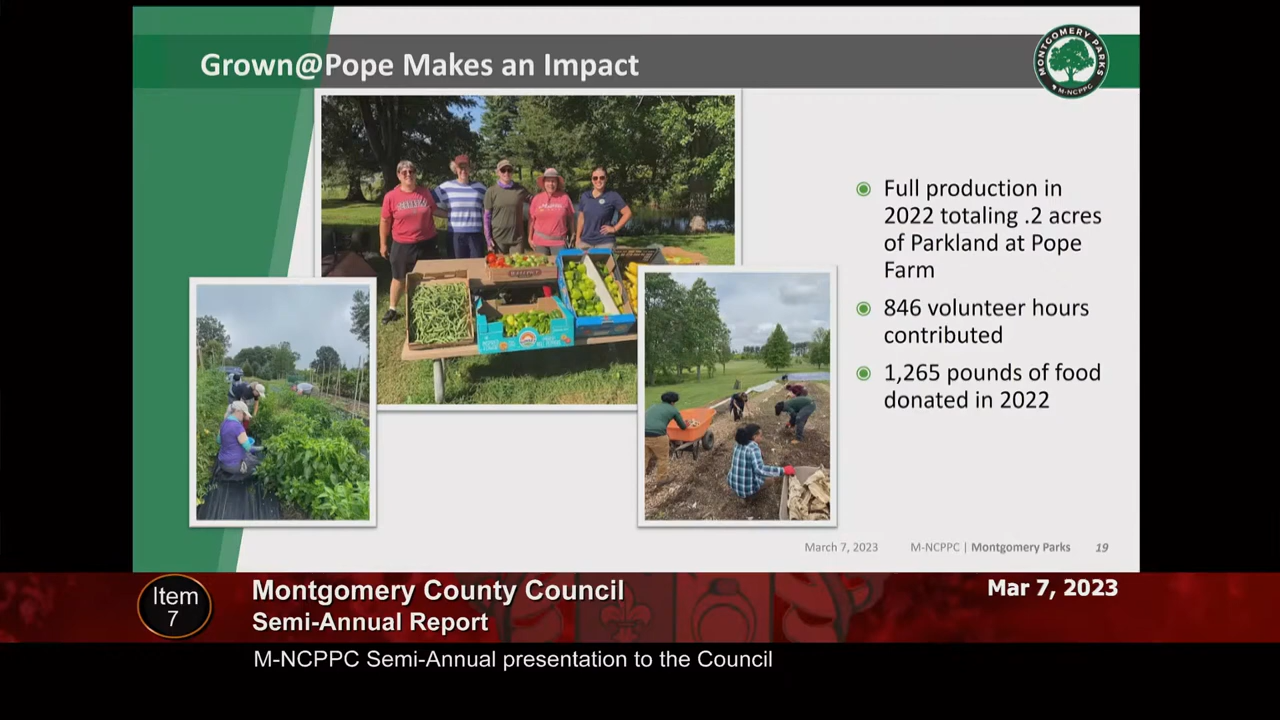 Grown@Pope Makes an Impact
MONTGOMERY PARKS
M-NCPPC
Full production in
2022 totaling .2 acres
of Parkland at Pope
Farm
846 volunteer hours
contributed
1,265 pounds of food
donated in 2022
March 7, 2023 M-NCPPC | Montgomery Parks 19
Item
7
Montgomery County Council
Semi-Annual Report
Mar 7, 2023
M-NCPPC Semi-Annual presentation to the Council